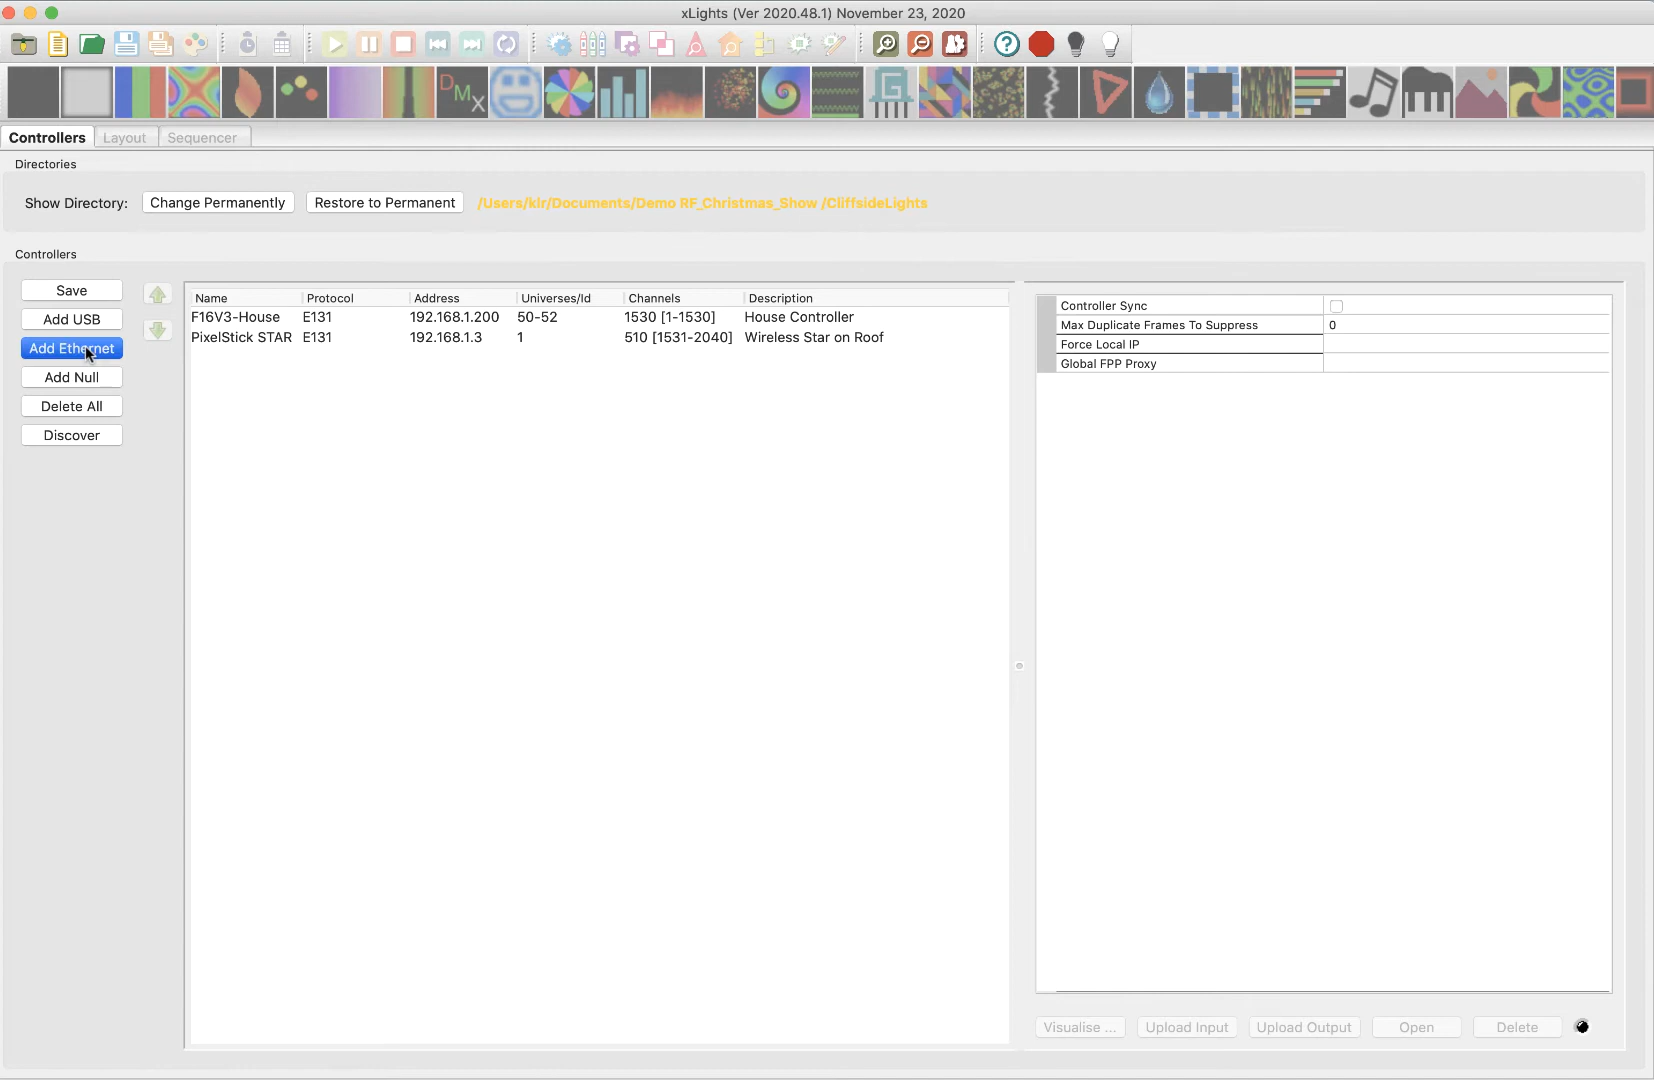 xLights (Ver 2020.48.1) November 23, 2020
DMX
Controllers Layout Sequencer
Directories
Show Directory: Change Permanently Restore to Permanent /Users/klr/Documents/Demo RF_Christmas_Show /CliffsideLights
Controllers
Save
Add USB
Add Ethernet
Add Null
Delete All
Discover
Name Protocol Address Universes/Id Channels Description
F16V3-House E131 192.168.1.200 50-52 1530 [1-1530] House Controller
PixelStick STAR E131 192.168.1.3 1 510 [1531-2040] Wireless Star on Roof
Controller Sync
Max Duplicate Frames To Suppress 0
Force Local IP
Global FPP Proxy
Visualise ... Upload Input Upload Output Open Delete